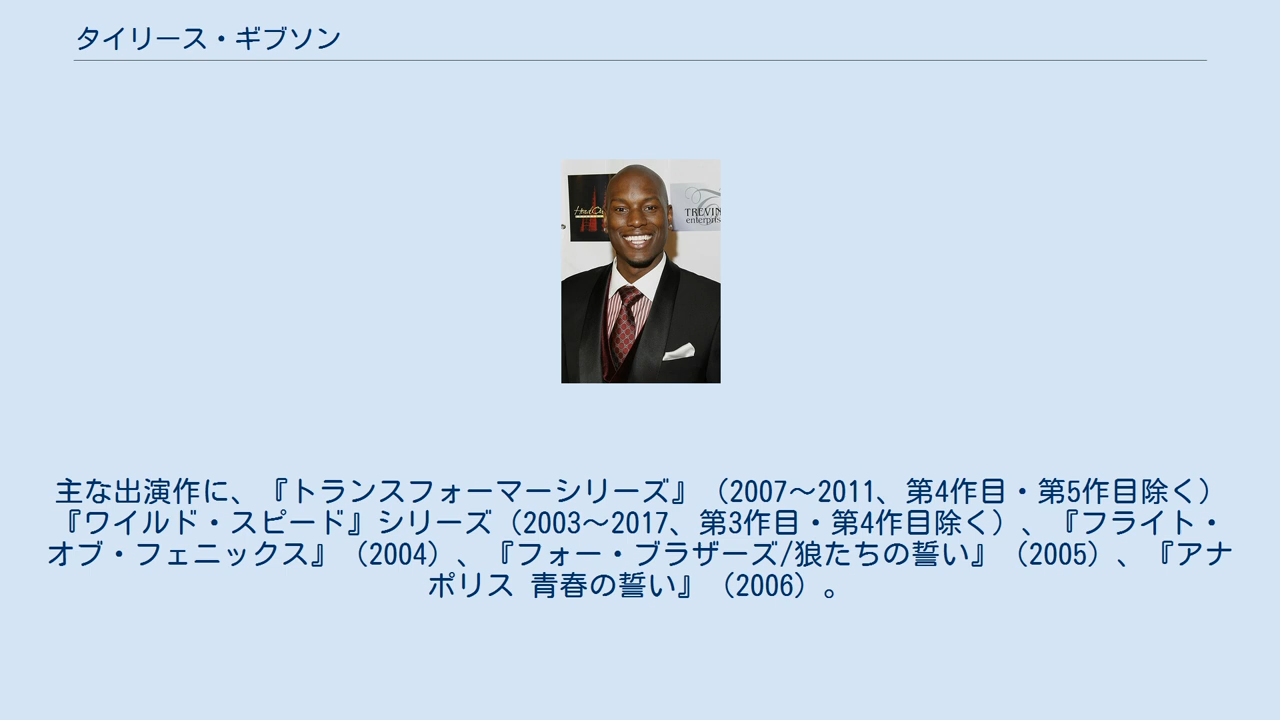 タイリース・ギブソン
TREVIN
enterpris
主な出演作に、『トランスフォーマーシリーズ』（2007〜2011、第4作目・第5作目除く）
『ワイルド・スピード』シリーズ（2003〜2017、第3作目・第4作目除く）、『フライト・
オブ・フェニックス』（2004）、『フォー・ブラザーズ/狼たちの誓い』（2005）、『アナ
ポリス 青春の誓い』（2006）。